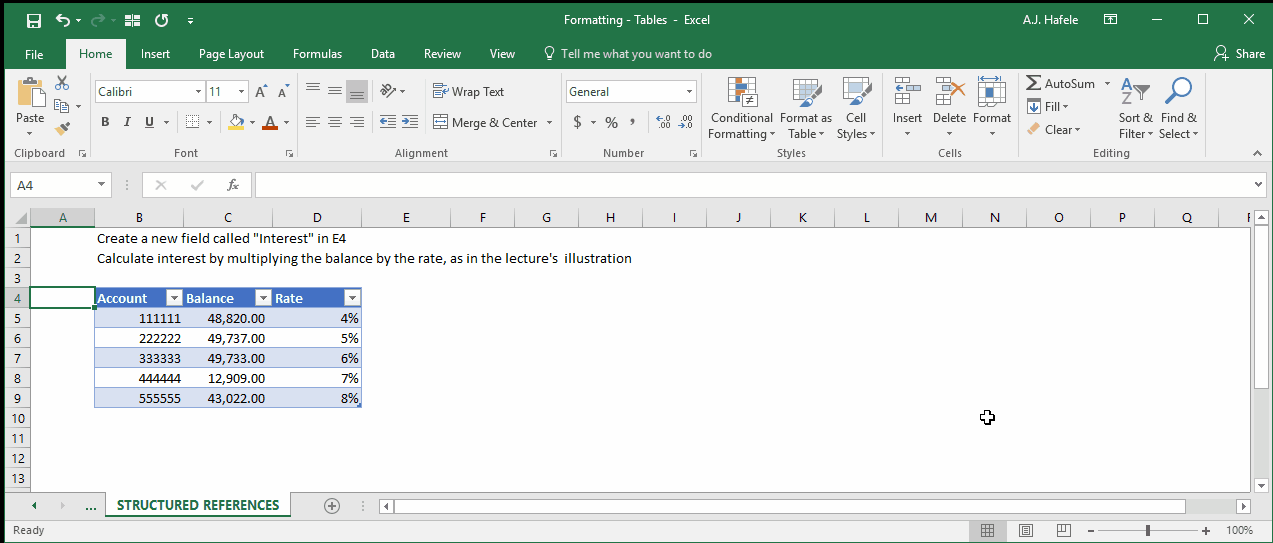 Formatting - Tables - Excel
A.J. Hafele
File Home Insert Page Layout Formulas Data Review View Tell me what you want to do Share
Paste
Clipboard
Calibri 11 A A
B I U A
Font
Wrap Text
Merge & Center
Alignment
General
$ % , .00 .00
Number
Conditional Formatting
Format as Table
Cell Styles
Styles
Insert Delete Format
Cells
AutoSum
Fill
Clear
Sort & Filter
Find & Select
Editing
A4 fx
A B C D E F G H I J K L M N O P Q
1 Create a new field called "Interest" in E4
2 Calculate interest by multiplying the balance by the rate, as in the lecture's illustration
3
4 Account Balance Rate
5 111111 48,820.00 4%
6 222222 49,737.00 5%
7 333333 49,733.00 6%
8 444444 12,909.00 7%
9 555555 43,022.00 8%
10
11
12
13
... STRUCTURED REFERENCES
Ready 100%